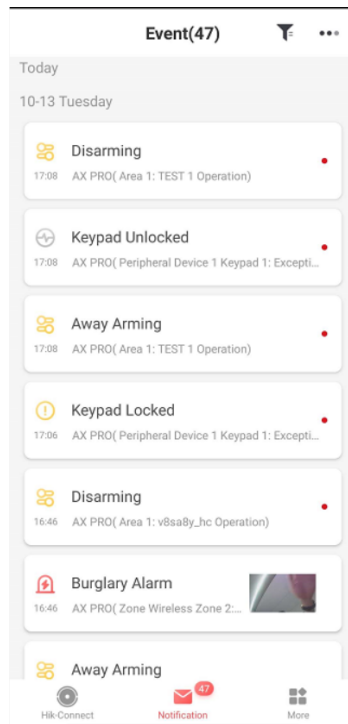 Event(47)
Today
10-13 Tuesday
Disarming
17:08 AX PRO( Area 1: TEST 1 Operation)
Keypad Unlocked
17:08 AX PRO( Peripheral Device 1 Keypad 1: Excepti...
Away Arming
17:08 AX PRO( Area 1: TEST 1 Operation)
Keypad Locked
17:06 AX PRO( Peripheral Device 1 Keypad 1: Excepti...
Disarming
16:46 AX PRO( Area 1: v8sa8y_hc Operation)
Burglary Alarm
16:46 AX PRO( Zone Wireless Zone 2:...
Away Arming
47
Hik-Connect Notification More